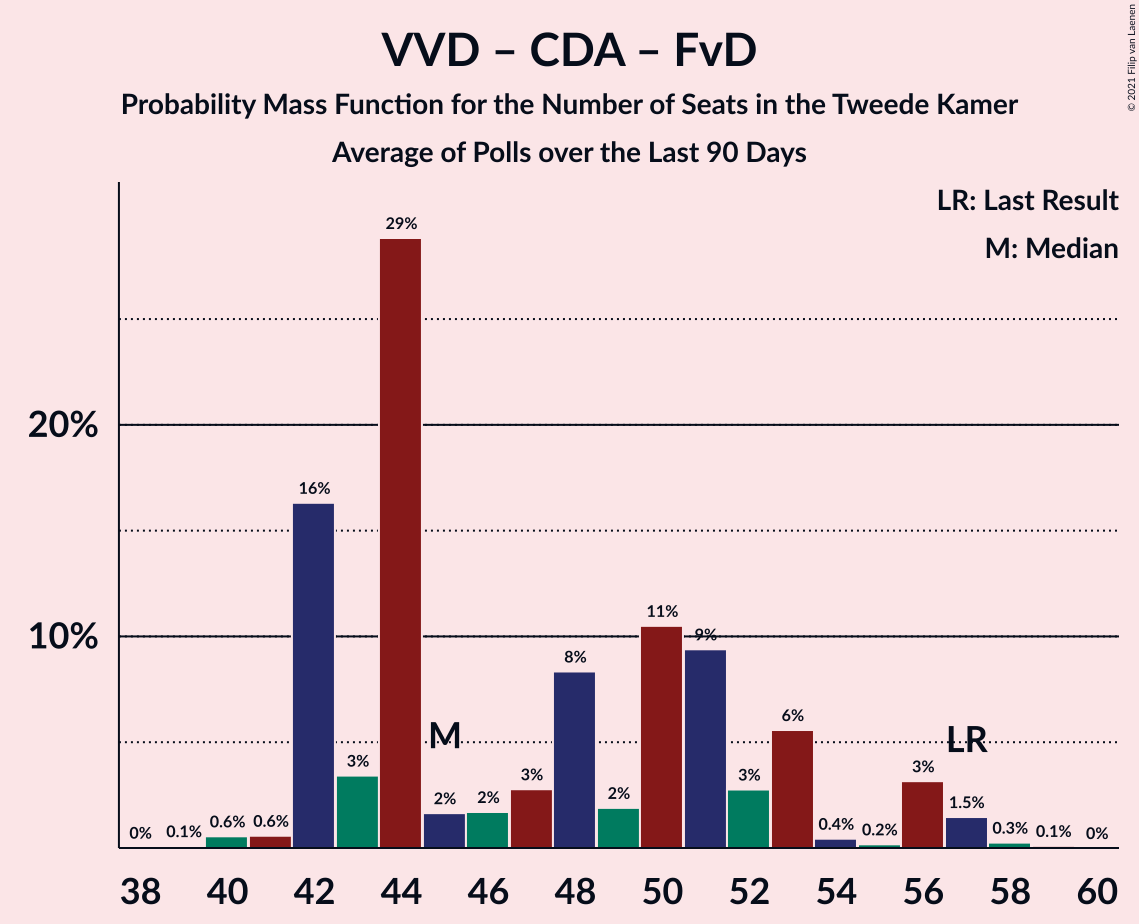 VVD – CDA – FvD
Probability Mass Function for the Number of Seats in the Tweede Kamer
Average of Polls over the Last 90 Days
© 2021 Filip van Laenen
LR: Last Result
M: Median
20%
10%
0%
0.1%
0.6%
0.6%
16%
3%
29%
2%
2%
3%
8%
2%
11%
9%
3%
6%
0.4%
0.2%
3%
1.5%
0.3%
0.1%
0%
M
LR
38 40 42 44 46 48 50 52 54 56 58 60